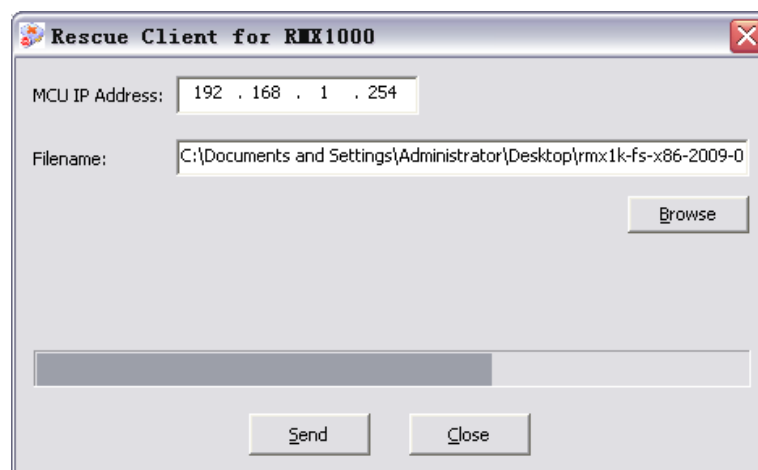 Rescue Client for RMX1000
MCU IP Address: 192 . 168 . 1 . 254
Filename: C:\Documents and Settings\Administrator\Desktop\rmx1k-fs-x86-2009-0
Browse
Send Close